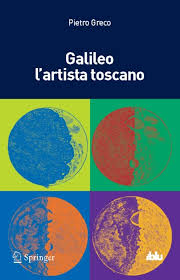 Pietro Greco
Galileo
l'artista toscano
Springer
iblu